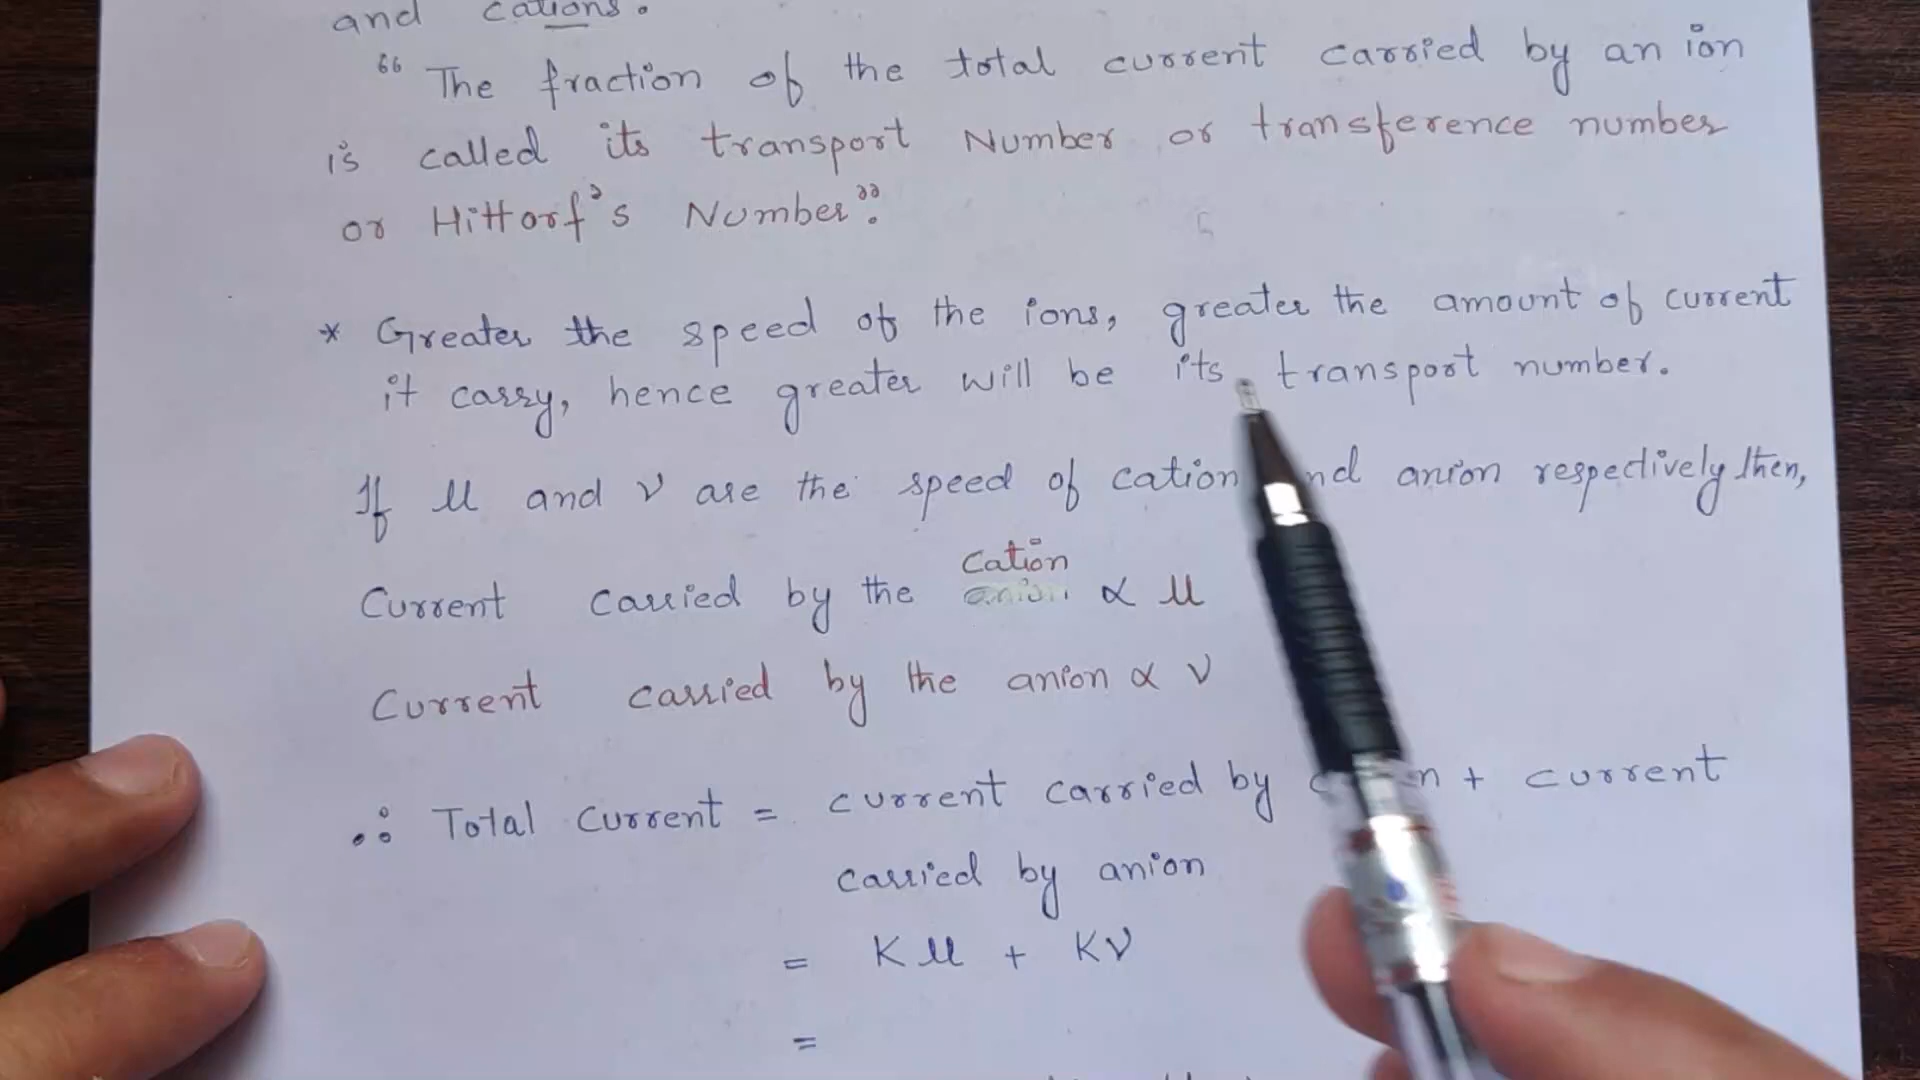 and cations.
"The fraction of the total current carried by an ion
is called its transport Number or transference number
or Hittorf's Number".
* Greater the speed of the ions, greater the amount of current
it carry, hence greater will be its transport number.
If u and v are the speed of cation and anion respectively then,
Cation
Current carried by the anion ∝ u
Current carried by the anion ∝ v
∴ Total Current = current carried by n + current
carried by anion
= Ku + Kv
=